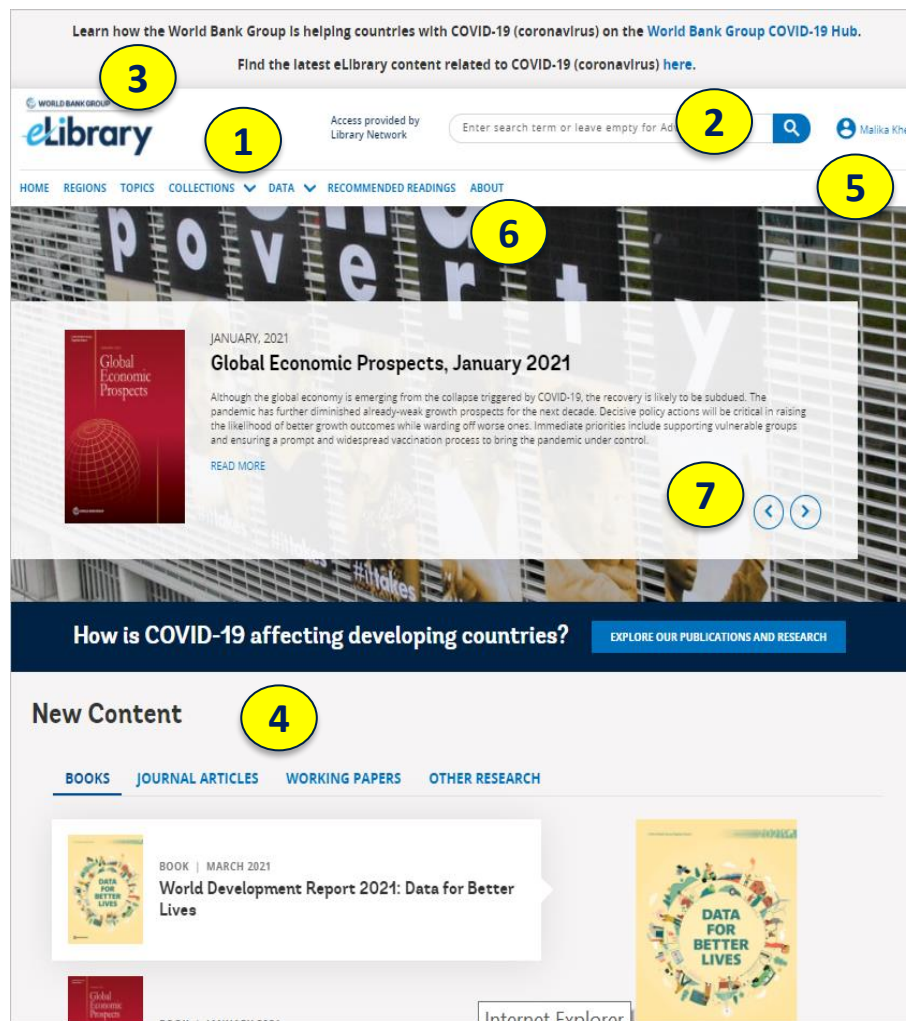 Learn how the World Bank Group is helping countries with COVID-19 (coronavirus) on the World Bank Group COVID-19 Hub.
Find the latest eLibrary content related to COVID-19 (coronavirus) here.
3
WORLD BANK GROUP
eLibrary
1
Access provided by
Library Network
Enter search term or leave empty for
2
Malika
HOME REGIONS TOPICS COLLECTIONS DATA RECOMMENDED READINGS ABOUT
5
6
poverty
JANUARY, 2021
Global Economic Prospects, January 2021
Global
Economic
Prospects
Although the global economy is emerging from the collapse triggered by COVID-19, the recovery is likely to be subdued. The
pandemic has further diminished already-weak growth prospects for the next decade. Decisive policy actions will be critical in raising
the likelihood of better growth outcomes while warding off worse ones. Immediate priorities include supporting vulnerable groups
and ensuring a prompt and widespread vaccination process to bring the pandemic under control.
READ MORE
7
#ittakes
How is COVID-19 affecting developing countries?
EXPLORE OUR PUBLICATIONS AND RESEARCH
New Content
4
BOOKS JOURNAL ARTICLES WORKING PAPERS OTHER RESEARCH
BOOK | MARCH 2021
World Development Report 2021: Data for Better
Lives
DATA
FOR
BETTER
LIVES
DATA
FOR
BETTER
LIVES
Global
Economic
Prospects
BOOK | JANUARY 2021
Internet Explorer